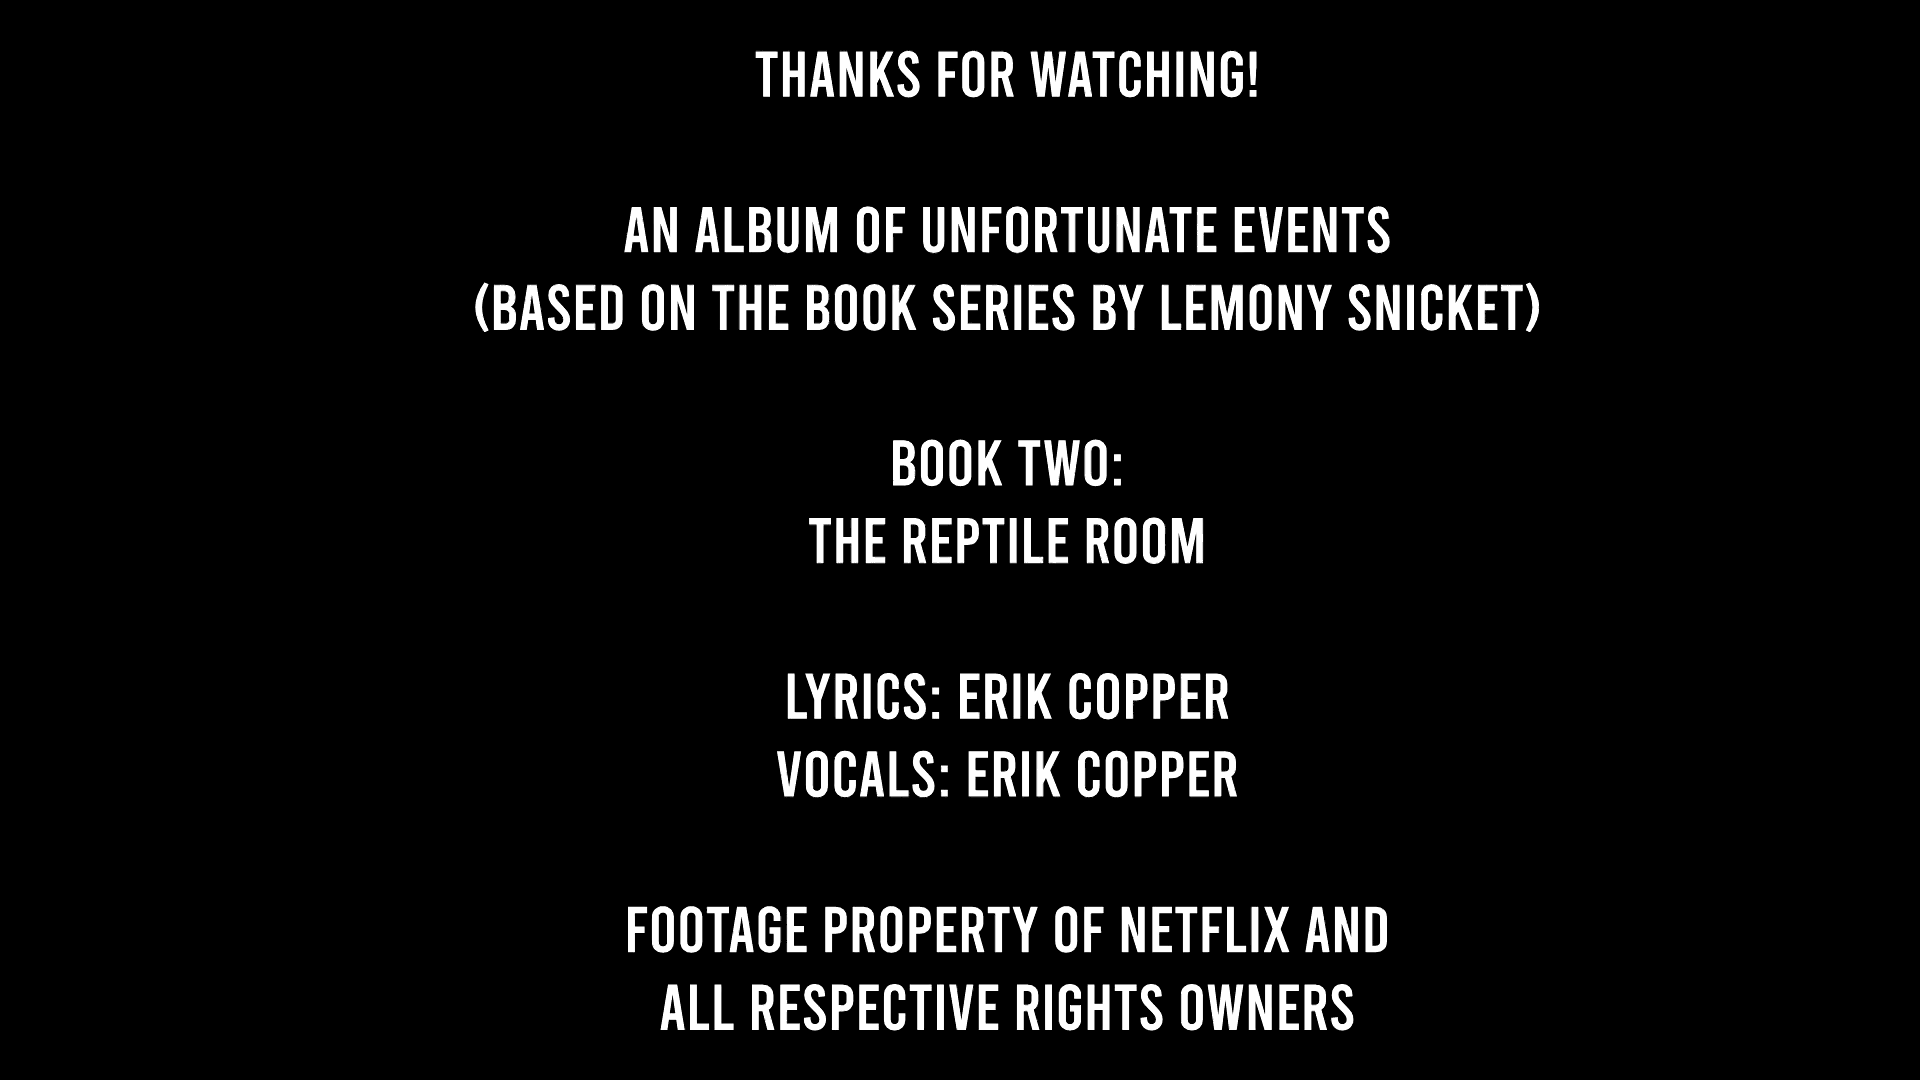 THANKS FOR WATCHING!
AN ALBUM OF UNFORTUNATE EVENTS
(BASED ON THE BOOK SERIES BY LEMONY SNICKET)
BOOK TWO:
THE REPTILE ROOM
LYRICS: ERIK COPPER
VOCALS: ERIK COPPER
FOOTAGE PROPERTY OF NETFLIX AND
ALL RESPECTIVE RIGHTS OWNERS